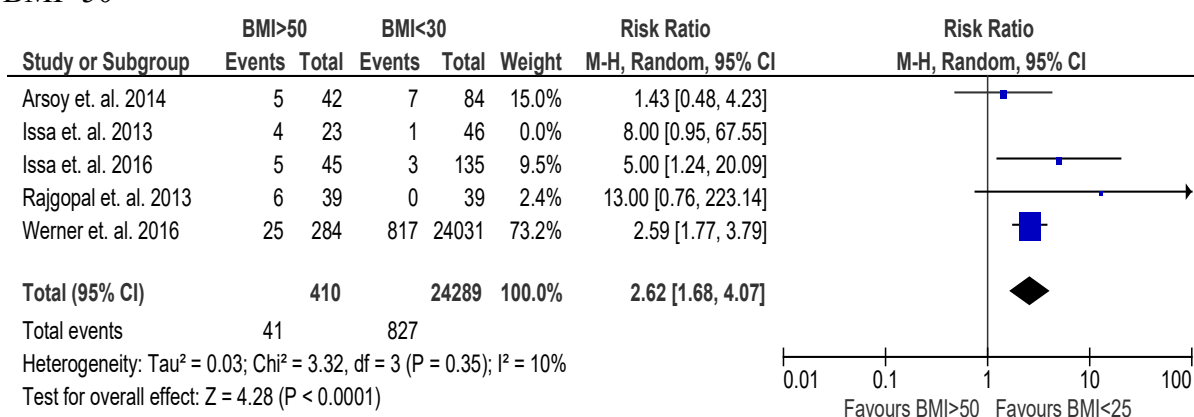 BMI>50 BMI<30 Risk Ratio Risk Ratio
Study or Subgroup Events Total Events Total Weight M-H, Random, 95% CI M-H, Random, 95% CI
Arsoy et. al. 2014 5 42 7 84 15.0% 1.43 [0.48, 4.23]
Issa et. al. 2013 4 23 1 46 0.0% 8.00 [0.95, 67.55]
Issa et. al. 2016 5 45 3 135 9.5% 5.00 [1.24, 20.09]
Rajgopal et. al. 2013 6 39 0 39 2.4% 13.00 [0.76, 223.14]
Werner et. al. 2016 25 284 817 24031 73.2% 2.59 [1.77, 3.79]
Total (95% CI) 410 24289 100.0% 2.62 [1.68, 4.07]
Total events 41 827
Heterogeneity: Tau² = 0.03; Chi² = 3.32, df = 3 (P = 0.35); I² = 10%
Test for overall effect: Z = 4.28 (P < 0.0001)
0.01 0.1 1 10 100
Favours BMI>50 Favours BMI<25